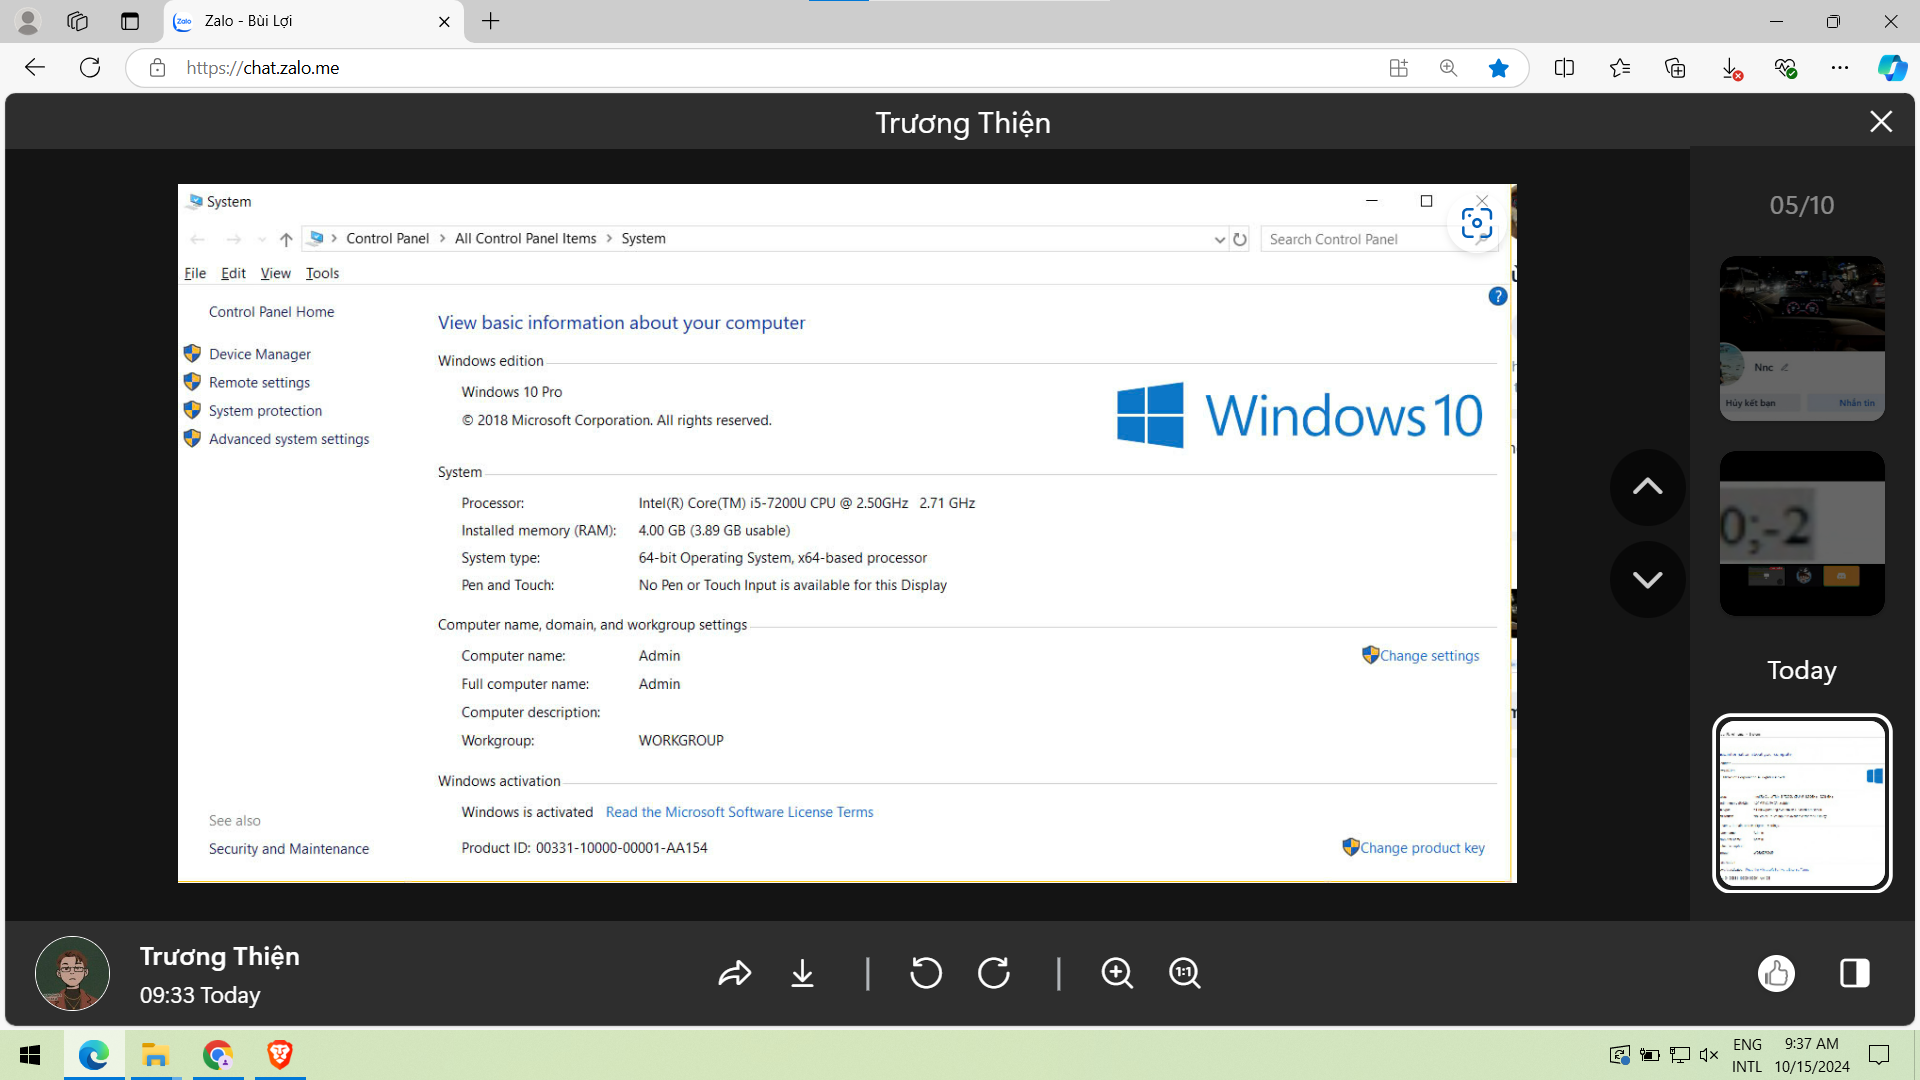 Zalo - Bùi Lợi
https://chat.zalo.me
Trương Thiện
System
Control Panel > All Control Panel Items > System
Search Control Panel
File Edit View Tools
Control Panel Home
Device Manager
Remote settings
System protection
Advanced system settings
See also
Security and Maintenance
View basic information about your computer
Windows edition
Windows 10 Pro
© 2018 Microsoft Corporation. All rights reserved.
Windows 10
System
Processor: Intel(R) Core(TM) i5-7200U CPU @ 2.50GHz 2.71 GHz
Installed memory (RAM): 4.00 GB (3.89 GB usable)
System type: 64-bit Operating System, x64-based processor
Pen and Touch: No Pen or Touch Input is available for this Display
Computer name, domain, and workgroup settings
Computer name: Admin
Change settings
Full computer name: Admin
Computer description:
Workgroup: WORKGROUP
Windows activation
Windows is activated Read the Microsoft Software License Terms
Product ID: 00331-10000-00001-AA154
Change product key
05/10
Nnc
Hủy kết bạn Nhắn tin
0;-2
Today
Trương Thiện
09:33 Today
1:1
ENG
INTL
9:37 AM
10/15/2024